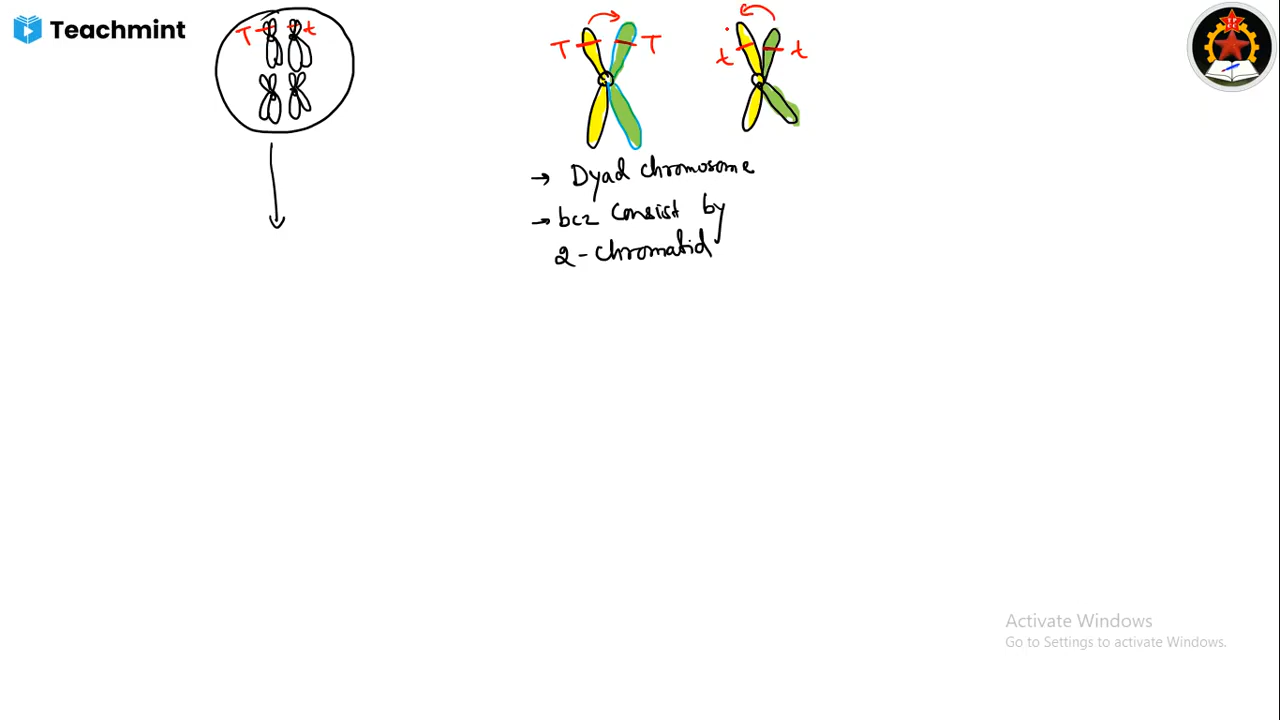 Teachmint
T t
T T t t
→ Dyad chromosome
→ bcz consist by
2-chromatid
Activate Windows
Go to Settings to activate Windows.